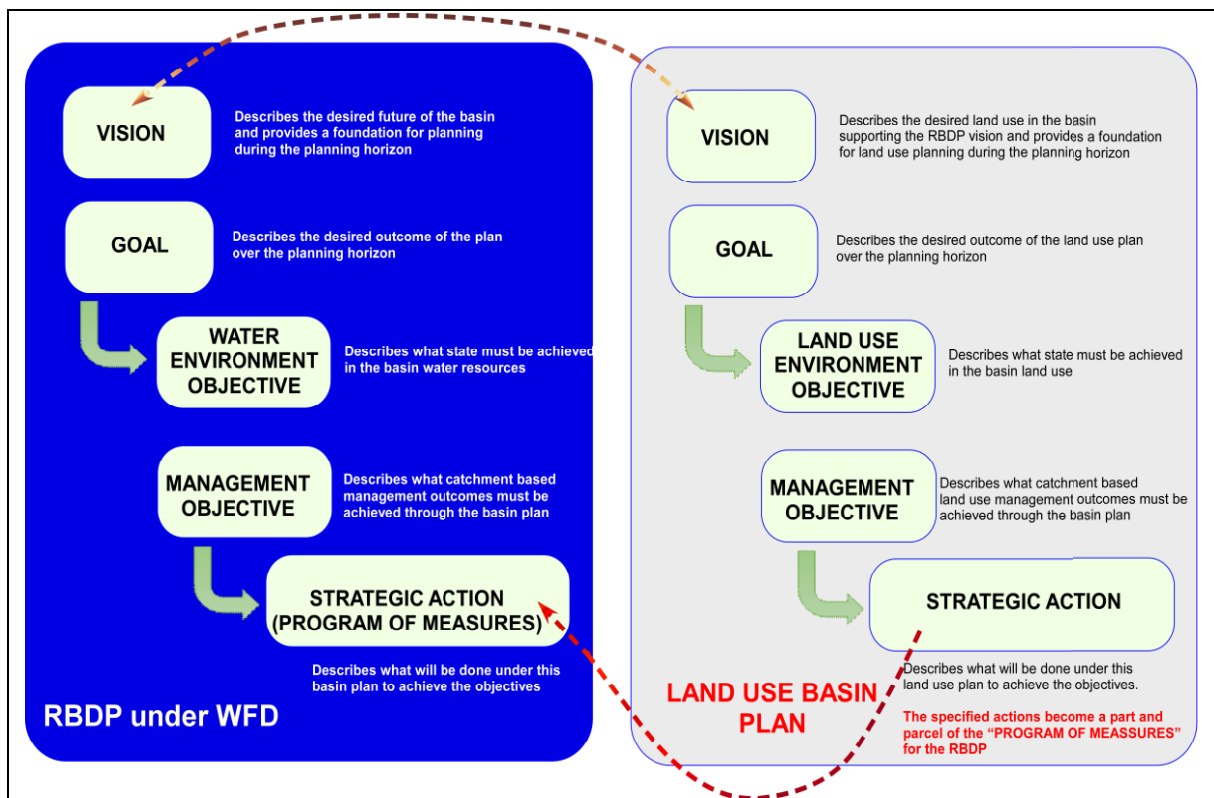 VISION
Describes the desired future of the basin
and provides a foundation for planning
during the planning horizon
GOAL
Describes the desired outcome of the plan
over the planning horizon
WATER
ENVIRONMENT
OBJECTIVE
Describes what state must be achieved
in the basin water resources
MANAGEMENT
OBJECTIVE
Describes what catchment based
management outcomes must be
achieved through the basin plan
STRATEGIC ACTION
(PROGRAM OF MEASURES)
Describes what will be done under this
basin plan to achieve the objectives
RBDP under WFD
VISION
Describes the desired land use in the basin
supporting the RBDP vision and provides a foundation
for land use planning during the planning horizon
GOAL
Describes the desired outcome of the land use plan
over the planning horizon
LAND USE
ENVIRONMENT
OBJECTIVE
Describes what state must be achieved
in the basin land use
MANAGEMENT
OBJECTIVE
Describes what catchment based
land use management outcomes must be
achieved through the basin plan
STRATEGIC ACTION
Describes what will be done under this
land use plan to achieve the objectives.
The specified actions become a part and
parcel of the “PROGRAM OF MEASSURES”
for the RBDP
LAND USE BASIN
PLAN